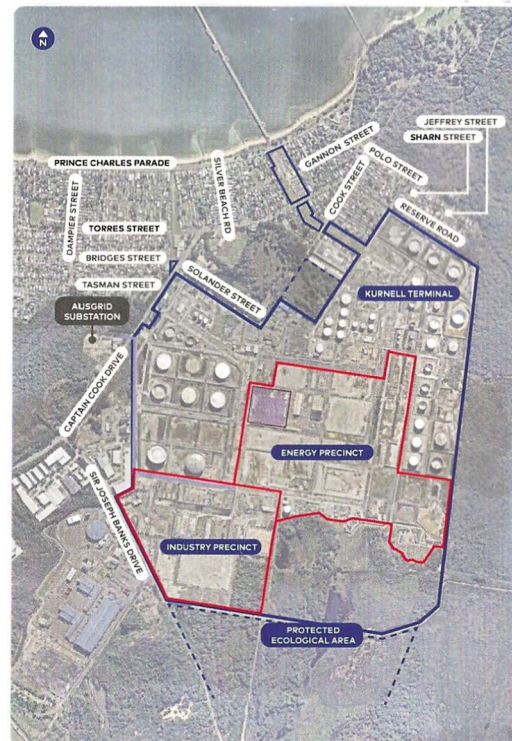 N
JEFFREY STREET
SHARN STREET
GANNON STREET
POLO STREET
PRINCE CHARLES PARADE
SILVER BEACH RD
COOK STREET
RESERVE ROAD
DAMPIER STREET
TORRES STREET
BRIDGES STREET
TASMAN STREET
SOLANDER STREET
KURNELL TERMINAL
AUSGRID
SUBSTATION
CAPTAIN COOK DRIVE
ENERGY PRECINCT
SIR JOSEPH BANKS DRIVE
INDUSTRY PRECINCT
PROTECTED
ECOLOGICAL AREA